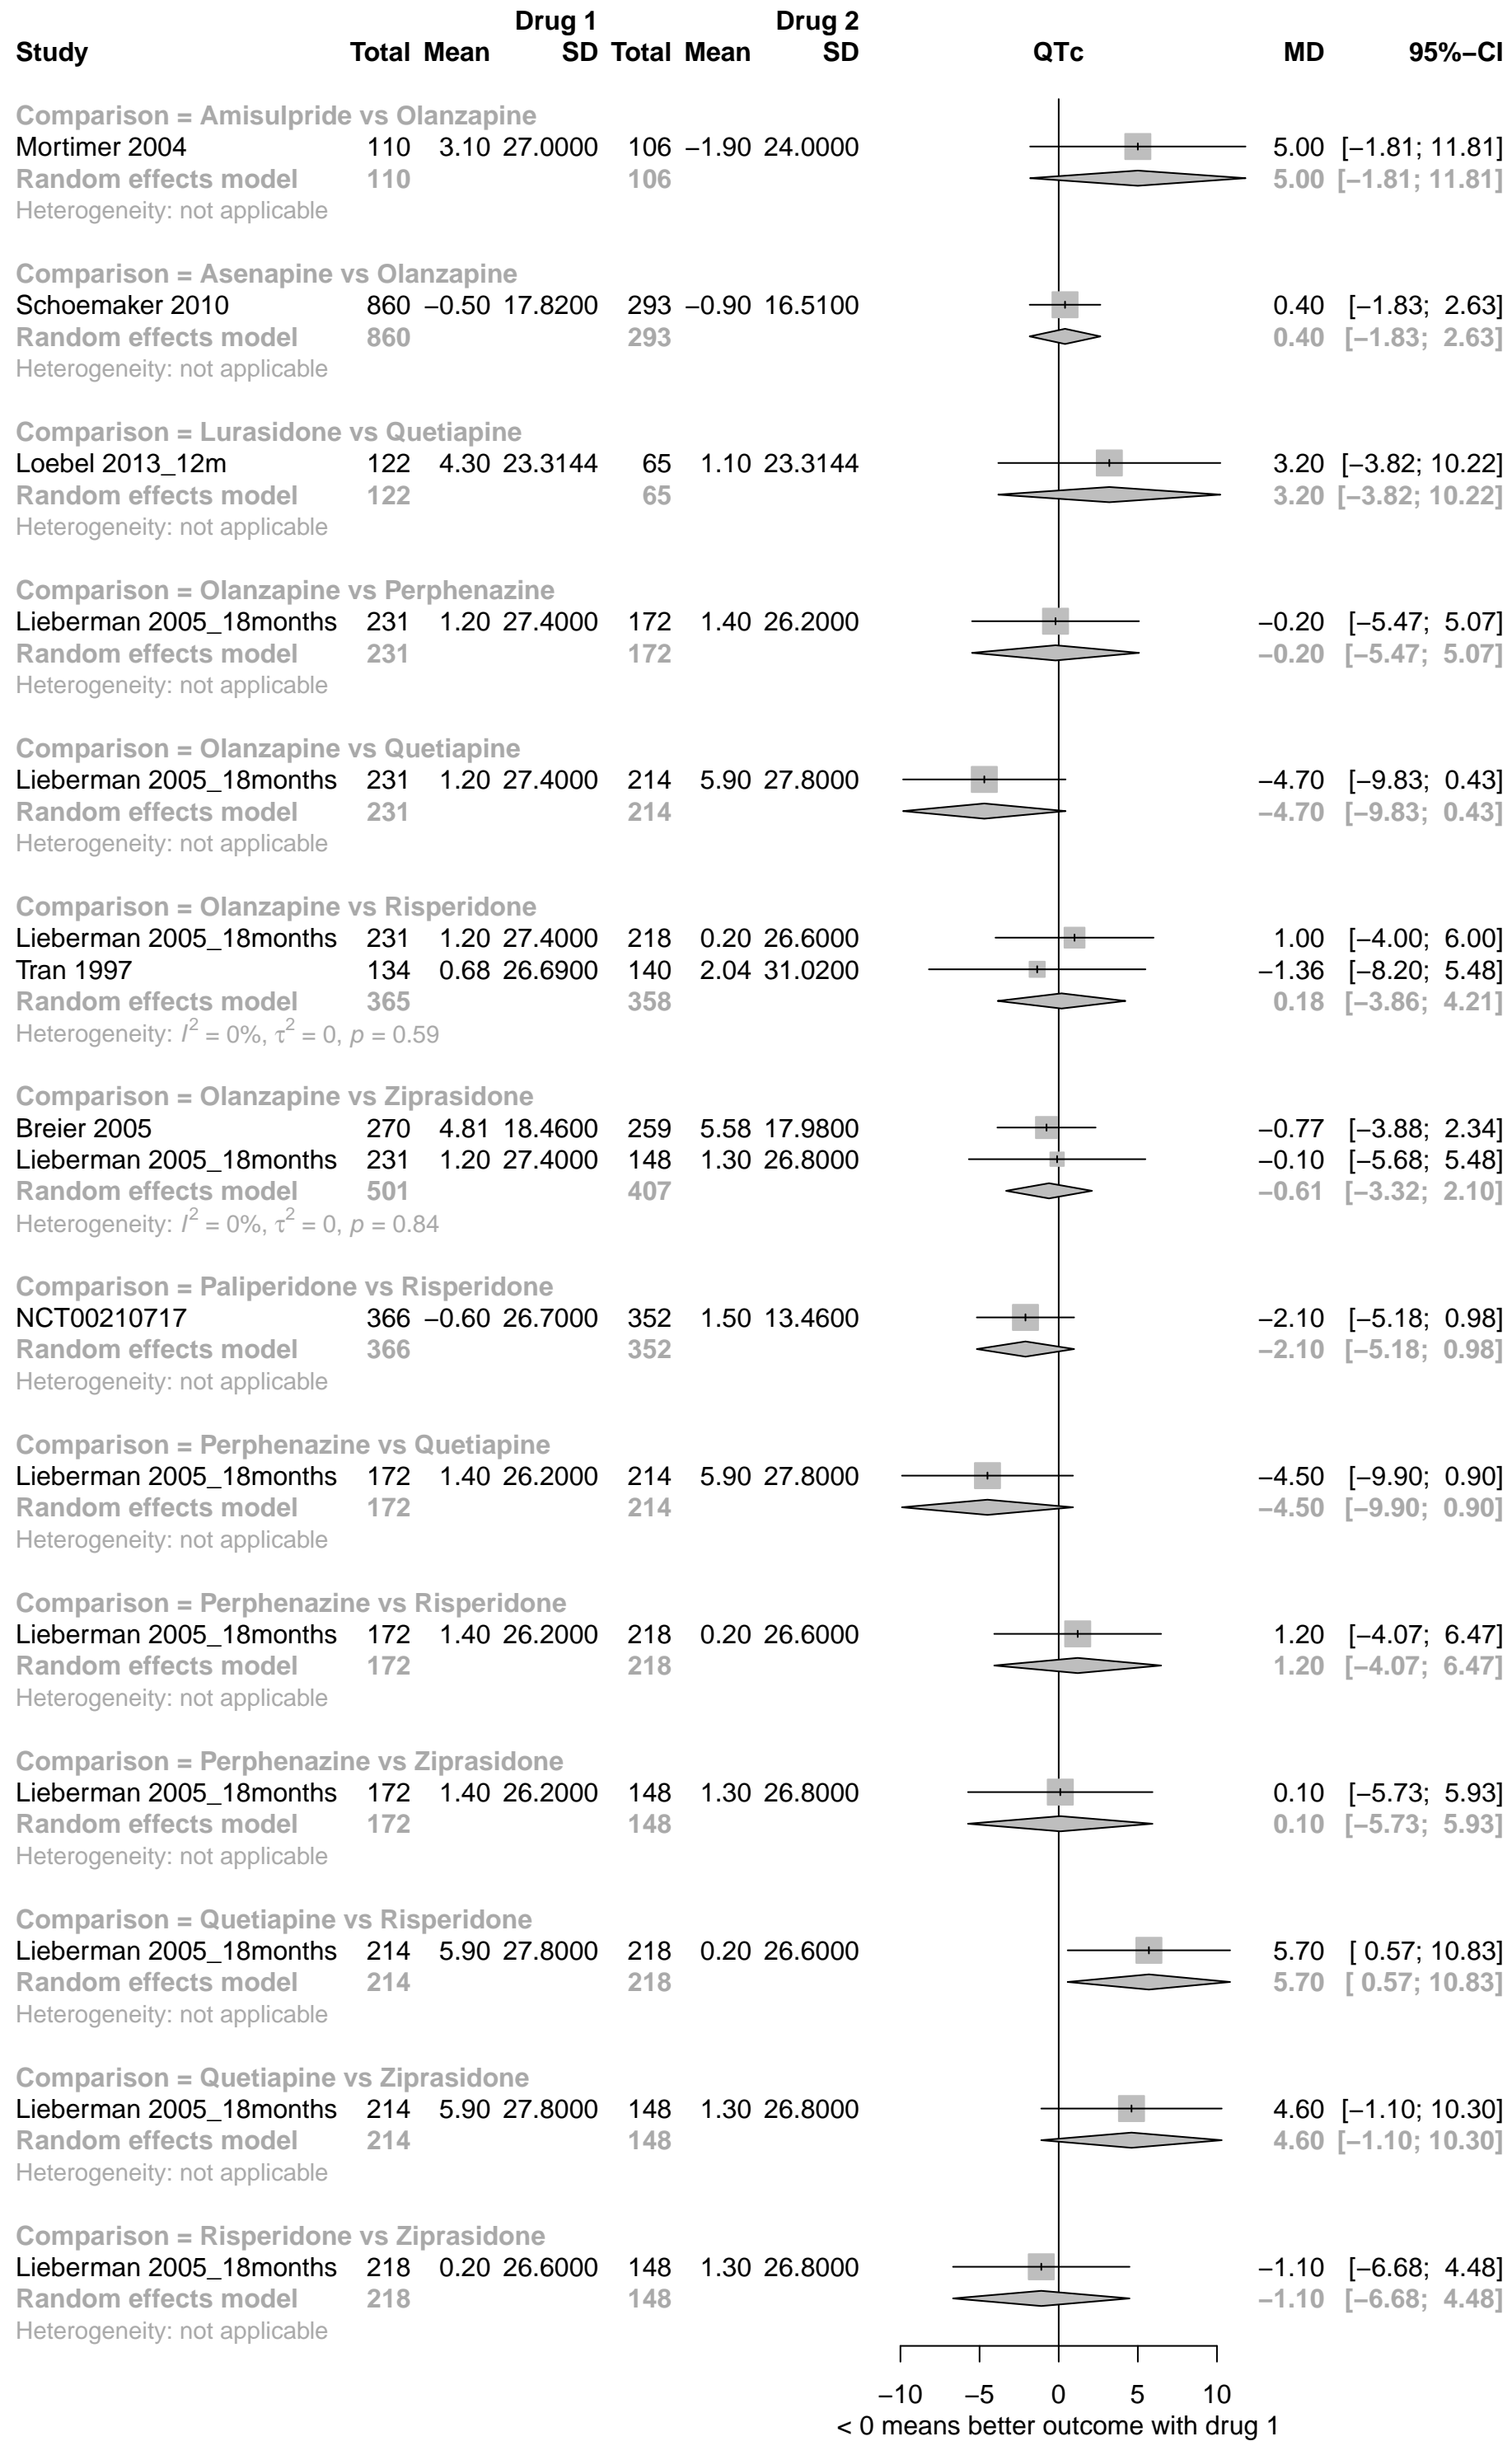 Drug 1 Drug 2
Study Total Mean SD Total Mean SD QTc MD 95%−CI
Comparison = Amisulpride vs Olanzapine
Mortimer 2004 110 3.10 27.0000 106 −1.90 24.0000 5.00 [−1.81; 11.81]
Random effects model 110 106 5.00 [−1.81; 11.81]
Heterogeneity: not applicable
Comparison = Asenapine vs Olanzapine
Schoemaker 2010 860 −0.50 17.8200 293 −0.90 16.5100 0.40 [−1.83; 2.63]
Random effects model 860 293 0.40 [−1.83; 2.63]
Heterogeneity: not applicable
Comparison = Lurasidone vs Quetiapine
Loebel 2013_12m 122 4.30 23.3144 65 1.10 23.3144 3.20 [−3.82; 10.22]
Random effects model 122 65 3.20 [−3.82; 10.22]
Heterogeneity: not applicable
Comparison = Olanzapine vs Perphenazine
Lieberman 2005_18months 231 1.20 27.4000 172 1.40 26.2000 −0.20 [−5.47; 5.07]
Random effects model 231 172 −0.20 [−5.47; 5.07]
Heterogeneity: not applicable
Comparison = Olanzapine vs Quetiapine
Lieberman 2005_18months 231 1.20 27.4000 214 5.90 27.8000 −4.70 [−9.83; 0.43]
Random effects model 231 214 −4.70 [−9.83; 0.43]
Heterogeneity: not applicable
Comparison = Olanzapine vs Risperidone
Lieberman 2005_18months 231 1.20 27.4000 218 0.20 26.6000 1.00 [−4.00; 6.00]
Tran 1997 134 0.68 26.6900 140 2.04 31.0200 −1.36 [−8.20; 5.48]
Random effects model 365 358 0.18 [−3.86; 4.21]
Heterogeneity: I² = 0%, τ² = 0, p = 0.59
Comparison = Olanzapine vs Ziprasidone
Breier 2005 270 4.81 18.4600 259 5.58 17.9800 −0.77 [−3.88; 2.34]
Lieberman 2005_18months 231 1.20 27.4000 148 1.30 26.8000 −0.10 [−5.68; 5.48]
Random effects model 501 407 −0.61 [−3.32; 2.10]
Heterogeneity: I² = 0%, τ² = 0, p = 0.84
Comparison = Paliperidone vs Risperidone
NCT00210717 366 −0.60 26.7000 352 1.50 13.4600 −2.10 [−5.18; 0.98]
Random effects model 366 352 −2.10 [−5.18; 0.98]
Heterogeneity: not applicable
Comparison = Perphenazine vs Quetiapine
Lieberman 2005_18months 172 1.40 26.2000 214 5.90 27.8000 −4.50 [−9.90; 0.90]
Random effects model 172 214 −4.50 [−9.90; 0.90]
Heterogeneity: not applicable
Comparison = Perphenazine vs Risperidone
Lieberman 2005_18months 172 1.40 26.2000 218 0.20 26.6000 1.20 [−4.07; 6.47]
Random effects model 172 218 1.20 [−4.07; 6.47]
Heterogeneity: not applicable
Comparison = Perphenazine vs Ziprasidone
Lieberman 2005_18months 172 1.40 26.2000 148 1.30 26.8000 0.10 [−5.73; 5.93]
Random effects model 172 148 0.10 [−5.73; 5.93]
Heterogeneity: not applicable
Comparison = Quetiapine vs Risperidone
Lieberman 2005_18months 214 5.90 27.8000 218 0.20 26.6000 5.70 [ 0.57; 10.83]
Random effects model 214 218 5.70 [ 0.57; 10.83]
Heterogeneity: not applicable
Comparison = Quetiapine vs Ziprasidone
Lieberman 2005_18months 214 5.90 27.8000 148 1.30 26.8000 4.60 [−1.10; 10.30]
Random effects model 214 148 4.60 [−1.10; 10.30]
Heterogeneity: not applicable
Comparison = Risperidone vs Ziprasidone
Lieberman 2005_18months 218 0.20 26.6000 148 1.30 26.8000 −1.10 [−6.68; 4.48]
Random effects model 218 148 −1.10 [−6.68; 4.48]
Heterogeneity: not applicable
−10 −5 0 5 10
< 0 means better outcome with drug 1